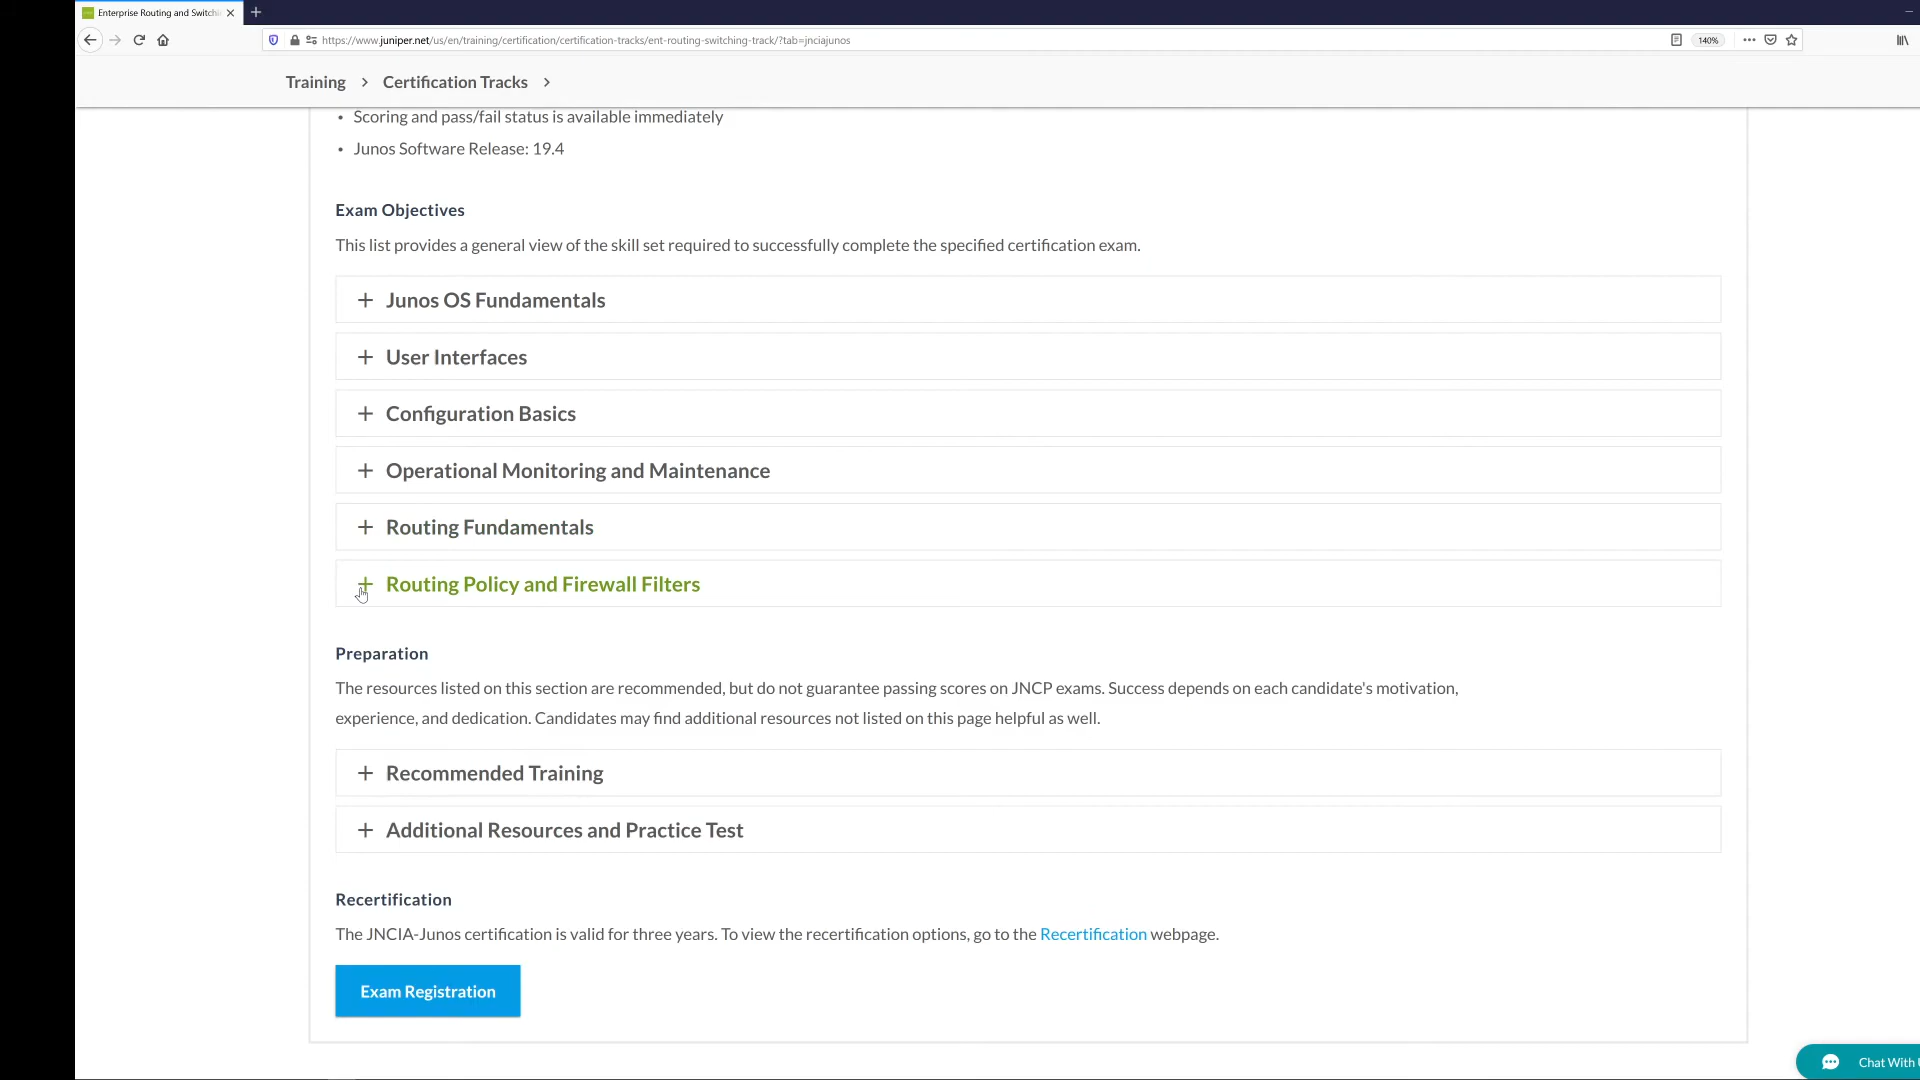 Enterprise Routing and Switchi
https://www.juniper.net/us/en/training/certification/certification-tracks/ent-routing-switching-track/?tab=jnciajunos
140%
Training > Certification Tracks >
• Scoring and pass/fail status is available immediately
• Junos Software Release: 19.4
Exam Objectives
This list provides a general view of the skill set required to successfully complete the specified certification exam.
+ Junos OS Fundamentals
+ User Interfaces
+ Configuration Basics
+ Operational Monitoring and Maintenance
+ Routing Fundamentals
+ Routing Policy and Firewall Filters
Preparation
The resources listed on this section are recommended, but do not guarantee passing scores on JNCP exams. Success depends on each candidate's motivation,
experience, and dedication. Candidates may find additional resources not listed on this page helpful as well.
+ Recommended Training
+ Additional Resources and Practice Test
Recertification
The JNCIA-Junos certification is valid for three years. To view the recertification options, go to the Recertification webpage.
Exam Registration
Chat With